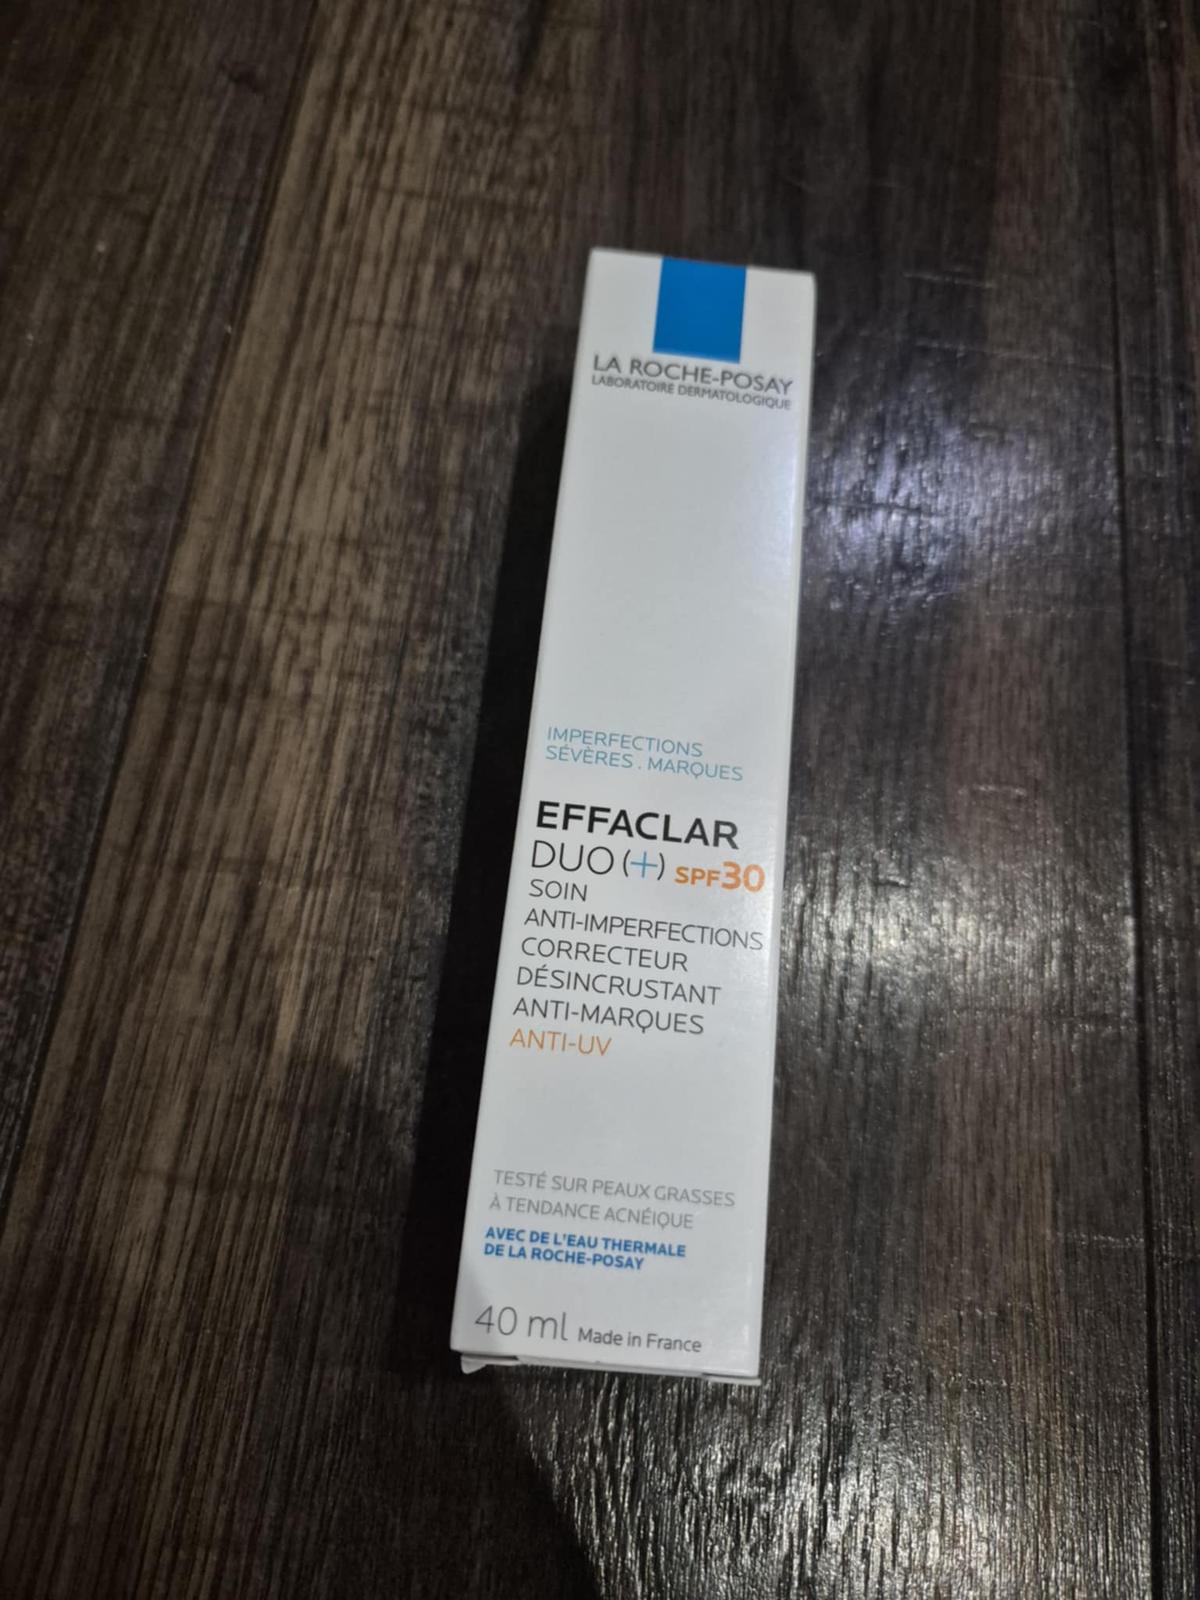 LA ROCHE-POSAY
LABORATOIRE DERMATOLOGIQUE
IMPERFECTIONS
SÉVÈRES . MARQUES
EFFACLAR
DUO (+) SPF30
SOIN
ANTI-IMPERFECTIONS
CORRECTEUR
DÉSINCRUSTANT
ANTI-MARQUES
ANTI-UV
TESTÉ SUR PEAUX GRASSES
À TENDANCE ACNÉIQUE
AVEC DE L'EAU THERMALE
DE LA ROCHE-POSAY
40 ml Made in France